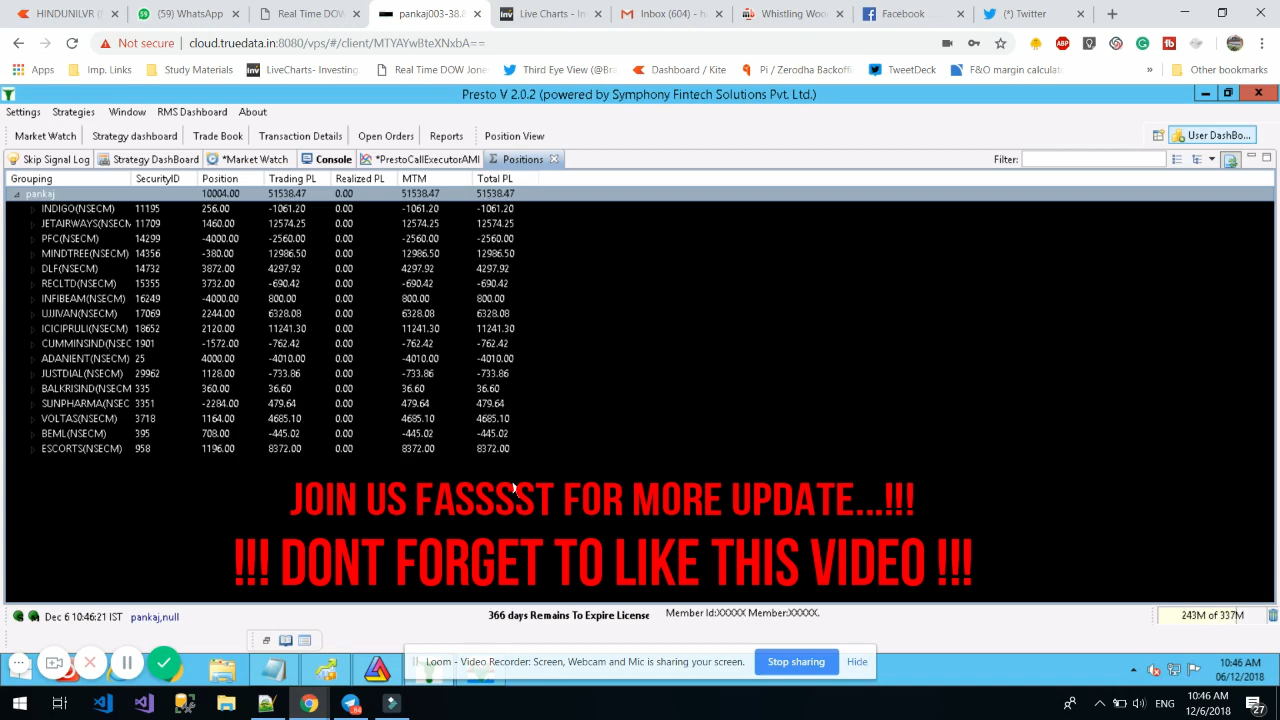 HINDUNILVR (
(59) WhatsApp
Real Time DOW
pankaj003-38.8
Live Charts - Inv
Inbox (604) - h
Whistling Woo
Facebook
(*) Twitter
Not secure | cloud.truedata.in:8080/vps/#/client/MTYAYwBteXNxbA==
Apps Imp. Links Study Materials LiveCharts- Investing Real Time DOW Jone Third Eye View (@Bra Dashboard / Kite Pi / Zerodha Backoffi TweetDeck F&O margin calculat » Other bookmarks
Presto V 2.0.2 (powered by Symphony Fintech Solutions Pvt. Ltd.)
Settings Strategies Window RMS Dashboard About
Market Watch Strategy dashboard Trade Book Transaction Details Open Orders Reports Position View User DashBo...
Skip Signal Log Strategy DashBoard *Market Watch Console *PrestoCallExecutorAMI Positions Filter:
Grouping SecurityID Position Trading PL Realized PL MTM Total PL
pankaj 10004.00 51538.47 0.00 51538.47 51538.47
INDIGO(NSECM) 11195 256.00 -1061.20 0.00 -1061.20 -1061.20
JETAIRWAYS(NSECM 11709 1460.00 12574.25 0.00 12574.25 12574.25
PFC(NSECM) 14299 -4000.00 -2560.00 0.00 -2560.00 -2560.00
MINDTREE(NSECM) 14356 -380.00 12986.50 0.00 12986.50 12986.50
DLF(NSECM) 14732 3872.00 4297.92 0.00 4297.92 4297.92
RECLTD(NSECM) 15355 3732.00 -690.42 0.00 -690.42 -690.42
INFIBEAM(NSECM) 16249 -4000.00 800.00 0.00 800.00 800.00
UJJIVAN(NSECM) 17069 2244.00 6328.08 0.00 6328.08 6328.08
ICICIPRULI(NSECM) 18652 2120.00 11241.30 0.00 11241.30 11241.30
CUMMINSIND(NSEC 1901 -1572.00 -762.42 0.00 -762.42 -762.42
ADANIENT(NSECM) 25 4000.00 -4010.00 0.00 -4010.00 -4010.00
JUSTDIAL(NSECM) 29962 1128.00 -733.86 0.00 -733.86 -733.86
BALKRISIND(NSECM 335 360.00 36.60 0.00 36.60 36.60
SUNPHARMA(NSEC 3351 -2284.00 479.64 0.00 479.64 479.64
VOLTAS(NSECM) 3718 1164.00 4685.10 0.00 4685.10 4685.10
BEML(NSECM) 395 708.00 -445.02 0.00 -445.02 -445.02
ESCORTS(NSECM) 958 1196.00 8372.00 0.00 8372.00 8372.00
JOIN US FASSSST FOR MORE UPDATE...!!!
!!! DONT FORGET TO LIKE THIS VIDEO !!!
Dec 6 10:46:21 IST pankaj,null 366 days Remains To Expire License Member Id:XXXXX Member:XXXXX. 243M of 337M
Loom - Video Recorder: Screen, Webcam and Mic is sharing your screen. Stop sharing Hide
10:46 AM
06/12/2018
ENG 10:46 AM
12/6/2018
27